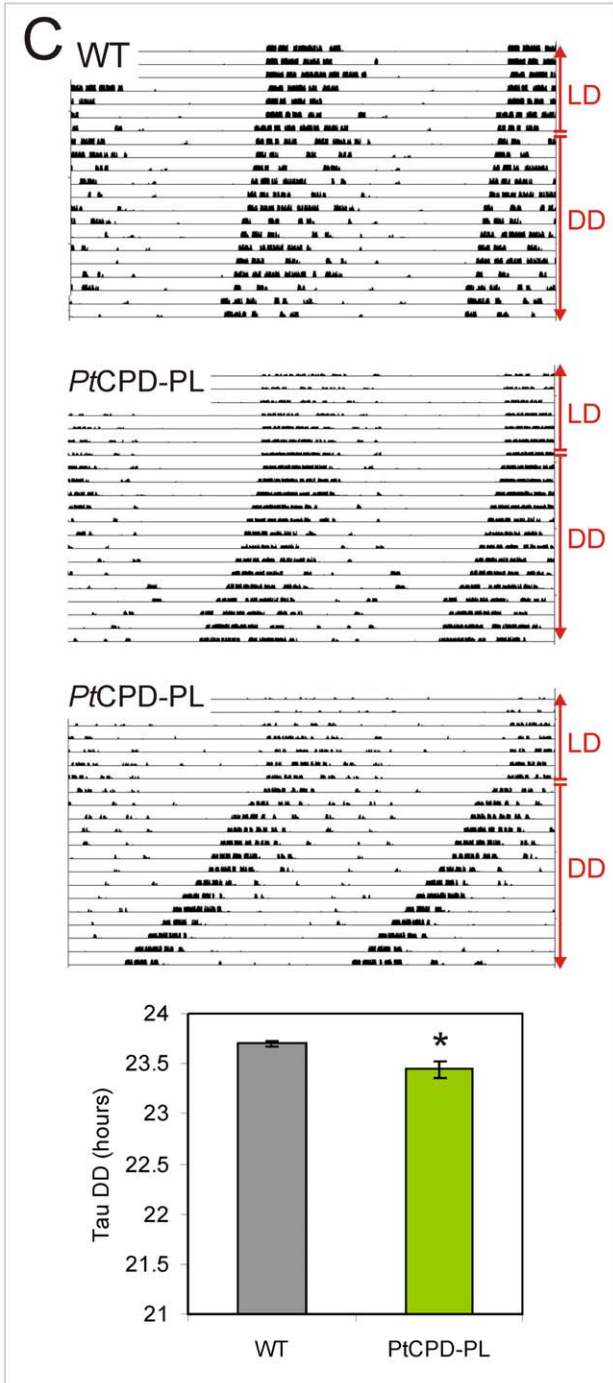 C WT
LD
DD
PtCPD-PL
LD
DD
PtCPD-PL
LD
DD
24
23.5
23
22.5
22
21.5
21
Tau DD (hours)
*
WT PtCPD-PL